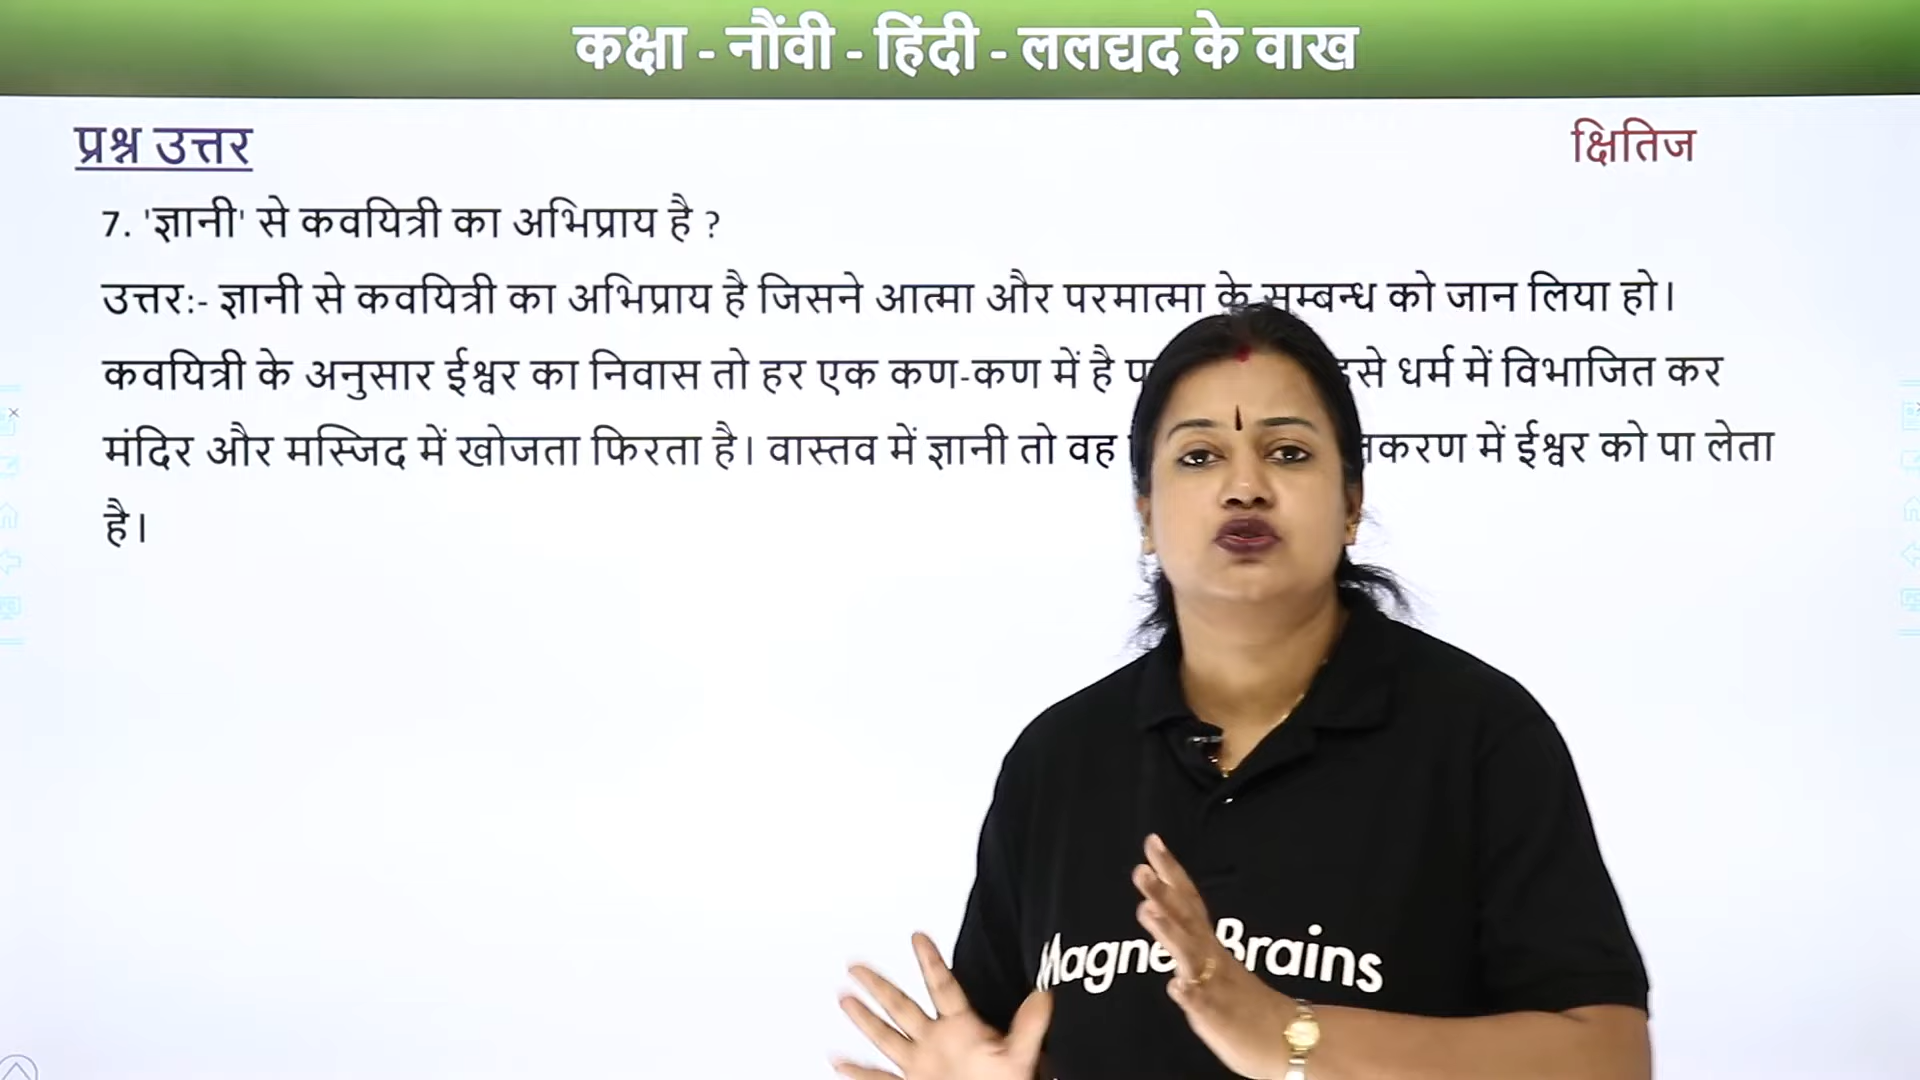 कक्षा - नौंवी - हिंदी - ललद्यद के वाख
प्रश्न उत्तर
क्षितिज
7. 'ज्ञानी' से कवयित्री का अभिप्राय है ?
उत्तर:- ज्ञानी से कवयित्री का अभिप्राय है जिसने आत्मा और परमात्मा के सम्बन्ध को जान लिया हो।
कवयित्री के अनुसार ईश्वर का निवास तो हर एक कण-कण में है धर्म में विभाजित कर
मंदिर और मस्जिद में खोजता फिरता है। वास्तव में ज्ञानी तो वह में ईश्वर को पा लेता
है।
Brains